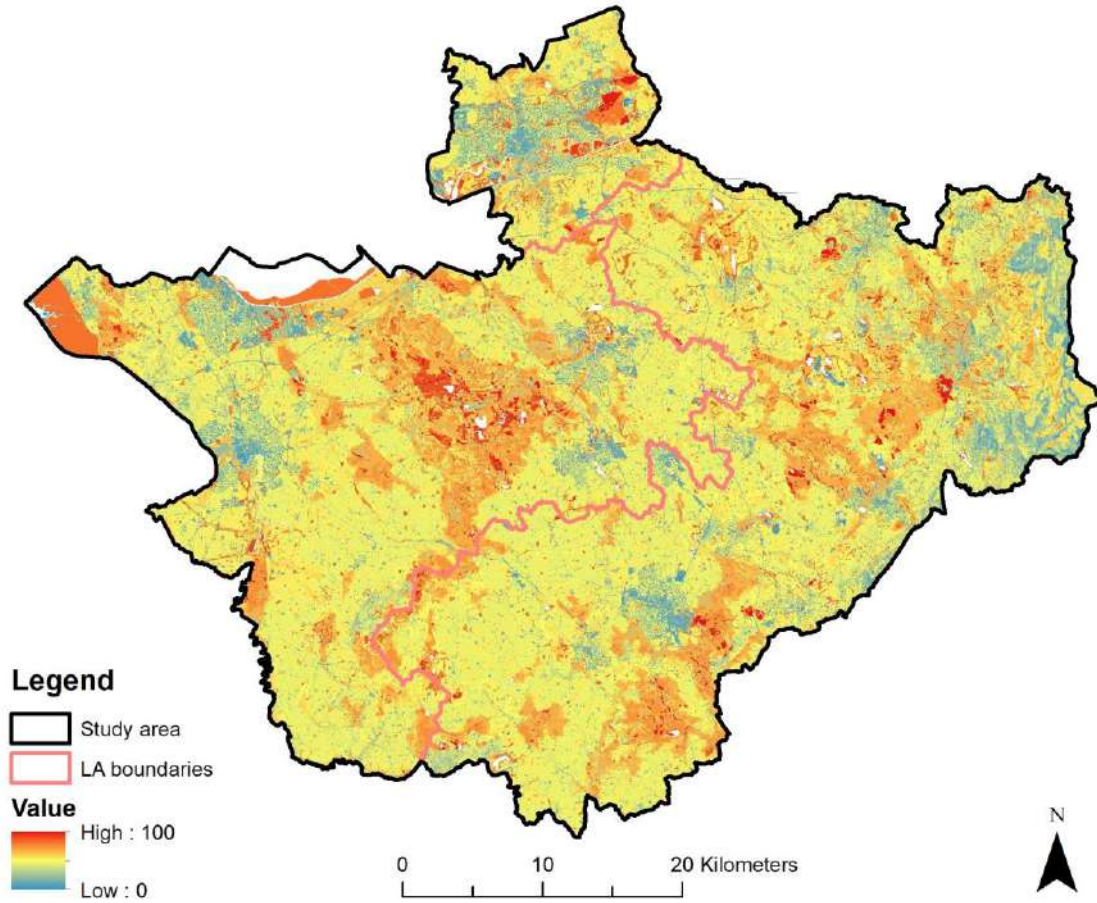 Legend
Study area
LA boundaries
Value
High : 100
Low : 0
0 10 20 Kilometers
N